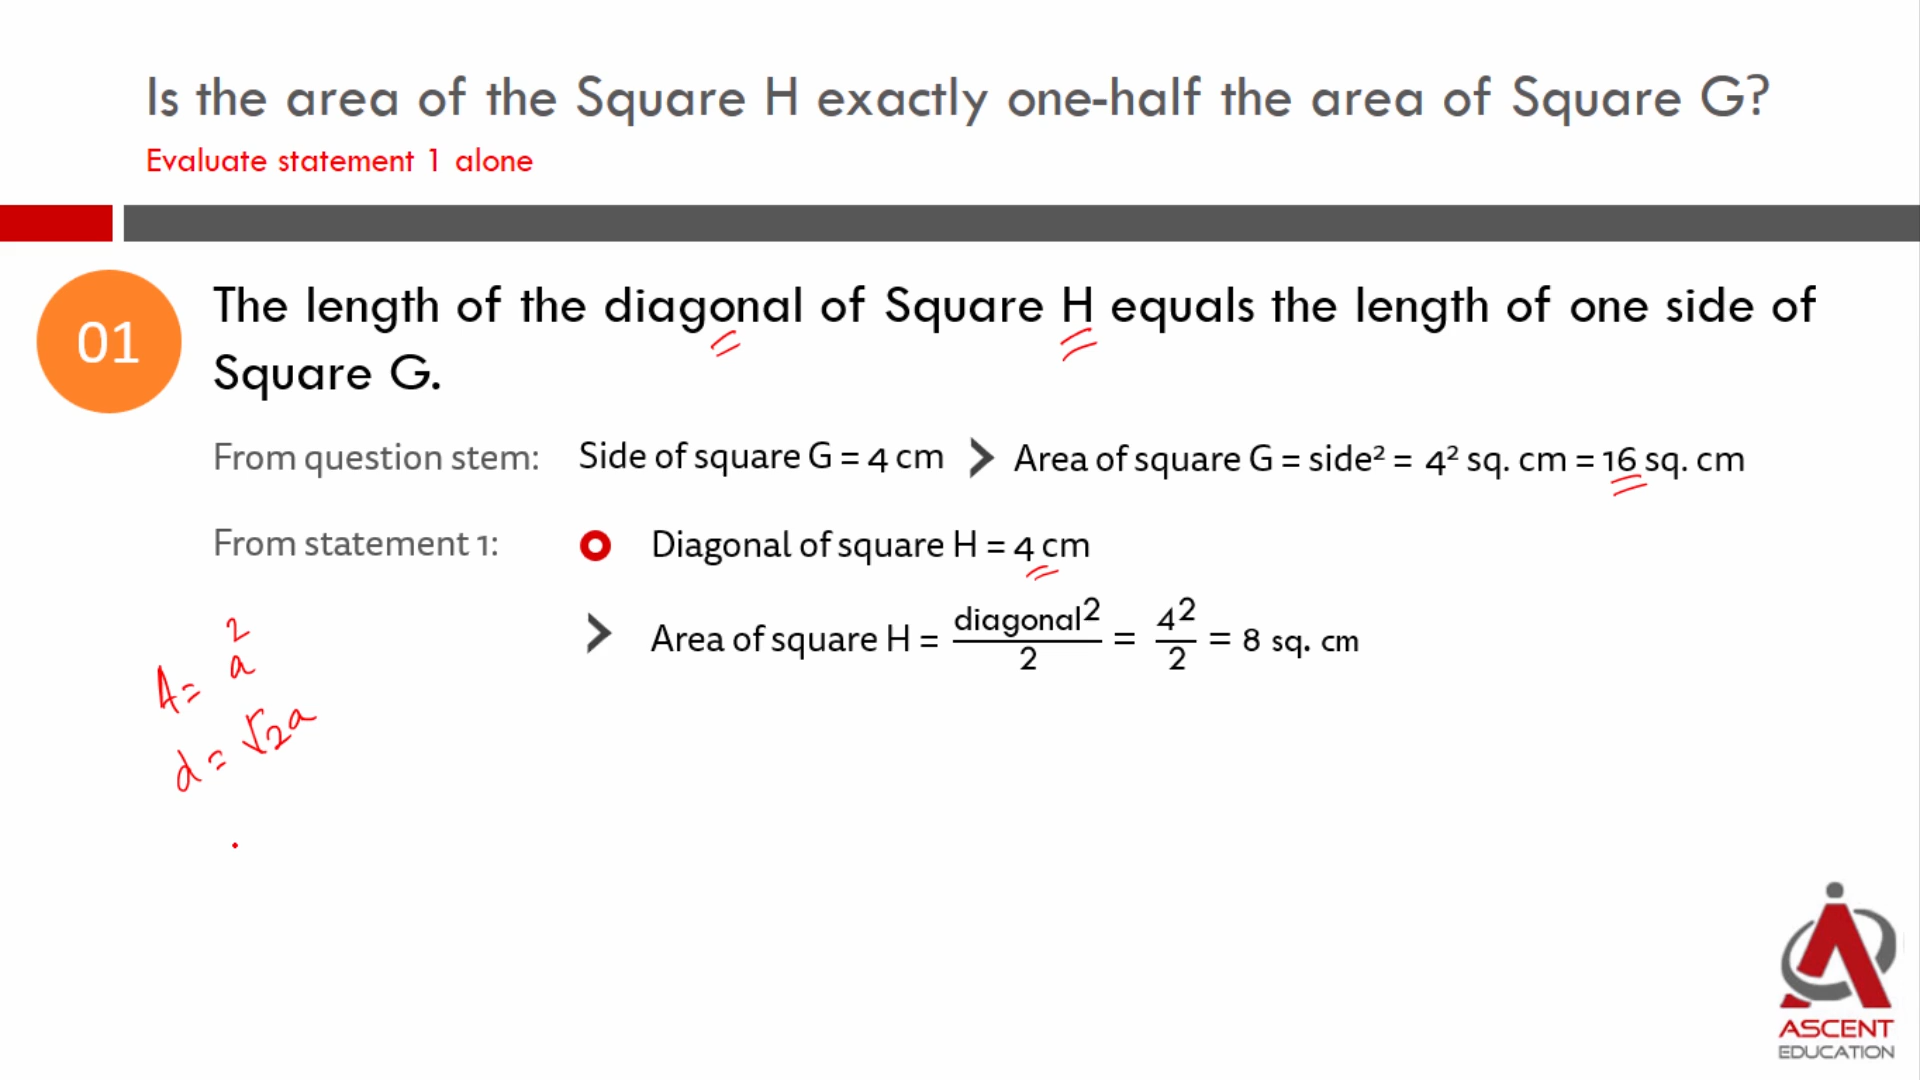 Is the area of the Square H exactly one-half the area of Square G?
Evaluate statement 1 alone
01
The length of the diagonal of Square H equals the length of one side of
Square G.
From question stem: Side of square G = 4 cm > Area of square G = side² = 4² sq. cm = 16 sq. cm
From statement 1: Diagonal of square H = 4 cm
> Area of square H = diagonal²/2 = 4²/2 = 8 sq. cm
A = a²
d = √2a
ASCENT
EDUCATION